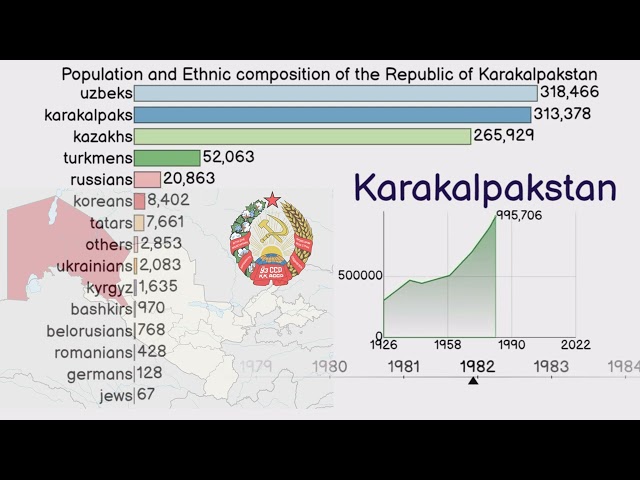 Population and Ethnic composition of the Republic of Karakalpakstan
uzbeks 318,466
karakalpaks 313,378
kazakhs 265,929
turkmens 52,063
russians 20,863
koreans 8,402
tatars 7,661
others 2,853
ukrainians 2,083
kyrgyz 1,635
bashkirs 970
belorusians 768
romanians 428
germans 128
jews 67
Karakalpakstan
995,706
500000
0
1926 1958 1990 2022
1979 1980 1981 1982 1983 1984